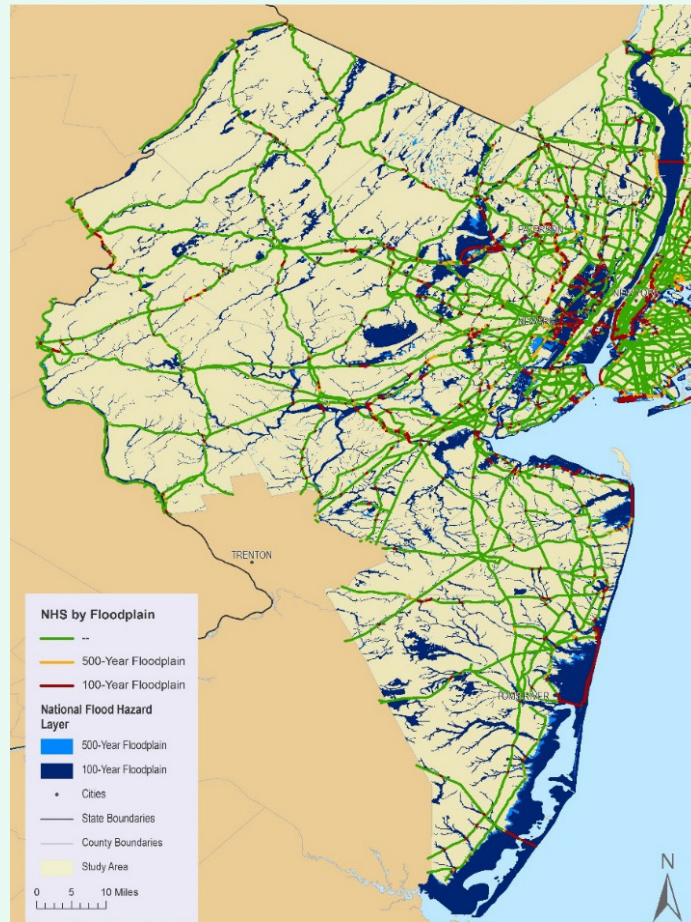 PATERSON
NEW YORK
NEWARK
TRENTON
TOMS RIVER
NHS by Floodplain
--
500-Year Floodplain
100-Year Floodplain
National Flood Hazard
Layer
500-Year Floodplain
100-Year Floodplain
Cities
State Boundaries
County Boundaries
Study Area
0 5 10 Miles
N